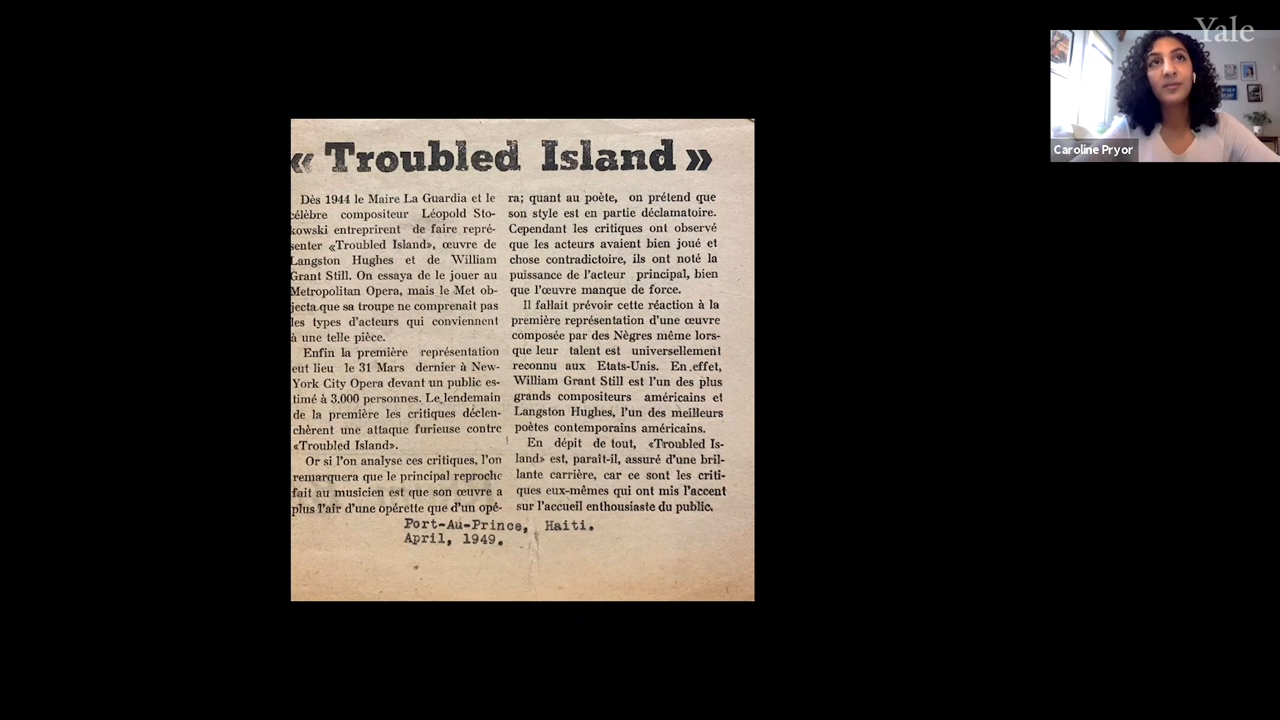 Yale
Caroline Pryor
« Troubled Island »
Dès 1944 le Maire La Guardia et le
célèbre compositeur Léopold Sto-
kowski entreprirent de faire repré-
senter «Troubled Island», œuvre de
Langston Hughes et de William
Grant Still. On essaya de le jouer au
Metropolitan Opera, mais le Met ob-
jecta que sa troupe ne comprenait pas
les types d'acteurs qui conviennent
à une telle pièce.
Enfin la première représentation
eut lieu le 31 Mars dernier à New-
York City Opera devant un public es-
timé à 3.000 personnes. Le lendemain
de la première les critiques déclen-
chèrent une attaque furieuse contre
«Troubled Island».
Or si l'on analyse ces critiques, l'on
remarquera que le principal reproche
fait au musicien est que son œuvre a
plus l'air d'une opérette que d'un opé-
ra; quant au poète, on prétend que
son style est en partie déclamatoire.
Cependant les critiques ont observé
que les acteurs avaient bien joué et
chose contradictoire, ils ont noté la
puissance de l'acteur principal, bien
que l'œuvre manque de force.
Il fallait prévoir cette réaction à la
première représentation d'une œuvre
composée par des Nègres même lors-
que leur talent est universellement
reconnu aux Etats-Unis. En effet,
William Grant Still est l'un des plus
grands compositeurs américains et
Langston Hughes, l'un des meilleurs
poètes contemporains américains.
En dépit de tout, «Troubled Is-
land» est, paraît-il, assuré d'une bril-
lante carrière, car ce sont les criti-
ques eux-mêmes qui ont mis l'accent
sur l'accueil enthousiaste du public.
Port-Au-Prince, Haiti.
April, 1949.